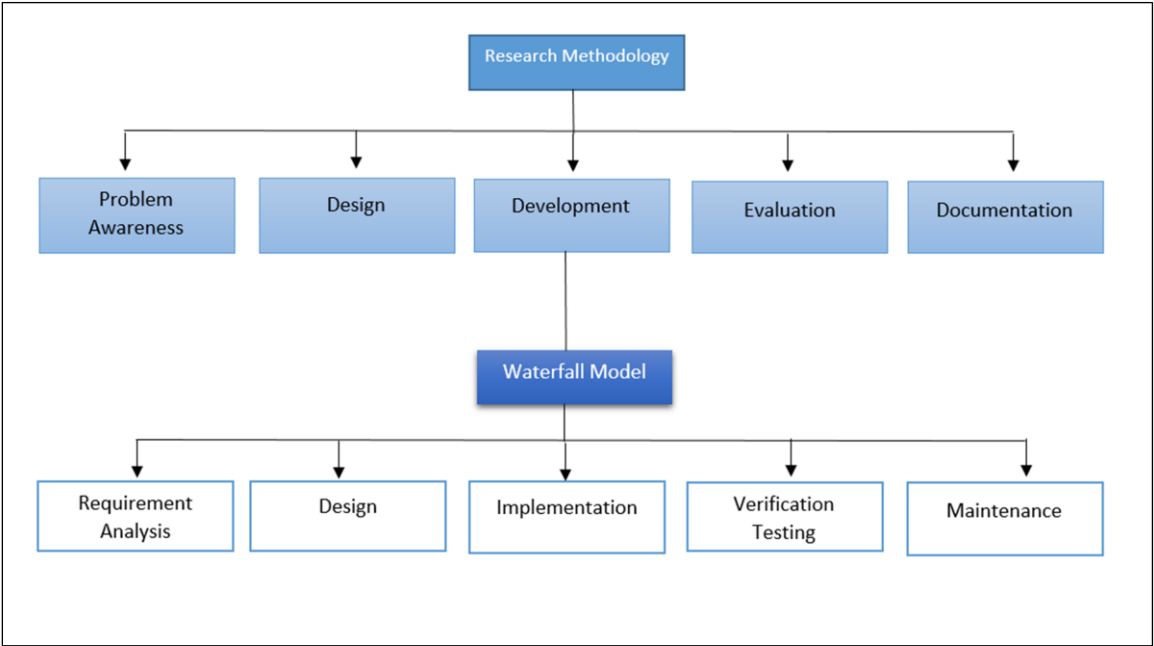 Research Methodology
Problem
Awareness
Design
Development
Evaluation
Documentation
Waterfall Model
Requirement
Analysis
Design
Implementation
Verification
Testing
Maintenance